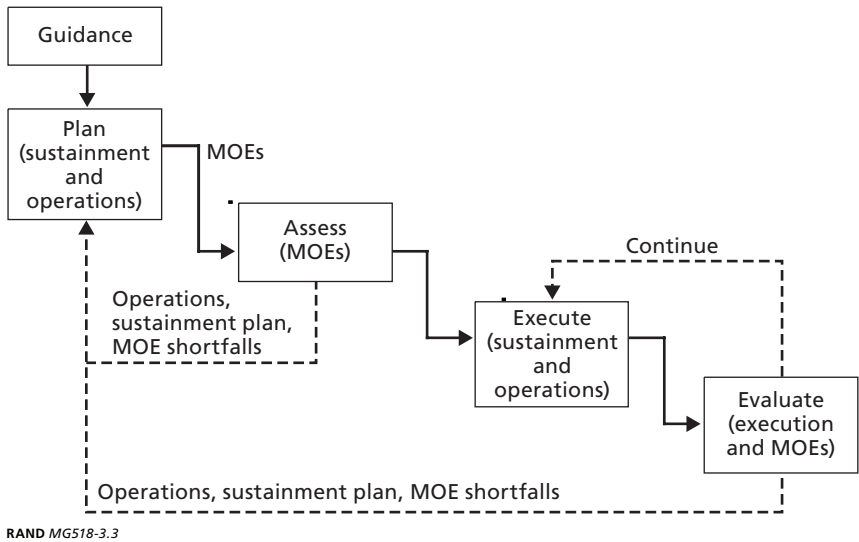 Guidance
Plan
(sustainment
and
operations)
MOEs
Assess
(MOEs)
Operations,
sustainment plan,
MOE shortfalls
Continue
Execute
(sustainment
and
operations)
Evaluate
(execution
and MOEs)
Operations, sustainment plan, MOE shortfalls
RAND MG518-3.3